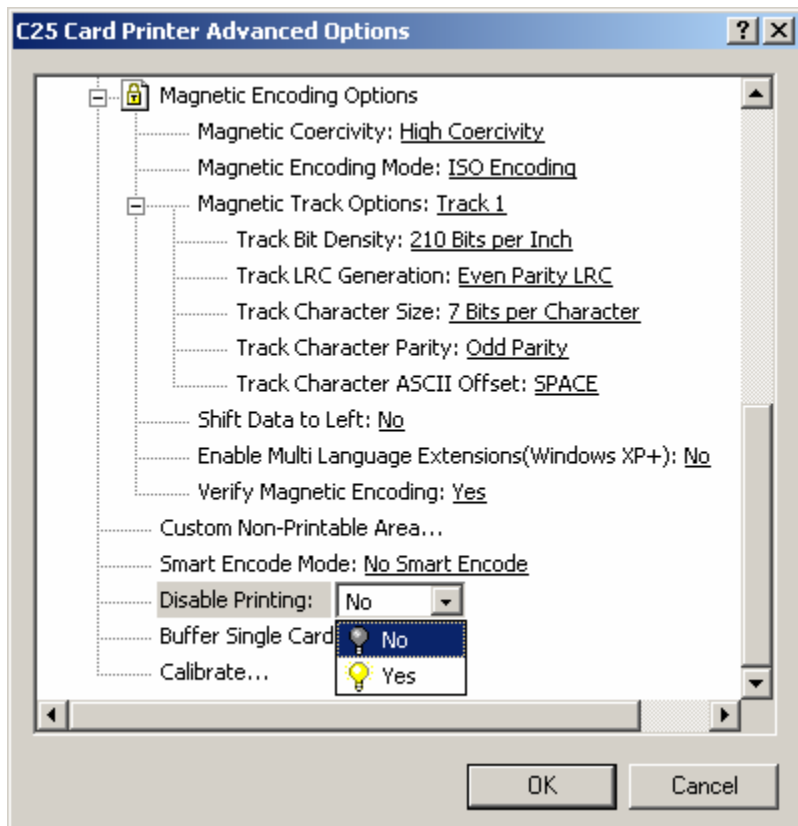 C25 Card Printer Advanced Options
Magnetic Encoding Options
Magnetic Coercivity: High Coercivity
Magnetic Encoding Mode: ISO Encoding
Magnetic Track Options: Track 1
Track Bit Density: 210 Bits per Inch
Track LRC Generation: Even Parity LRC
Track Character Size: 7 Bits per Character
Track Character Parity: Odd Parity
Track Character ASCII Offset: SPACE
Shift Data to Left: No
Enable Multi Language Extensions(Windows XP+): No
Verify Magnetic Encoding: Yes
Custom Non-Printable Area...
Smart Encode Mode: No Smart Encode
Disable Printing: No
Buffer Single Card No
Calibrate... Yes
OK Cancel